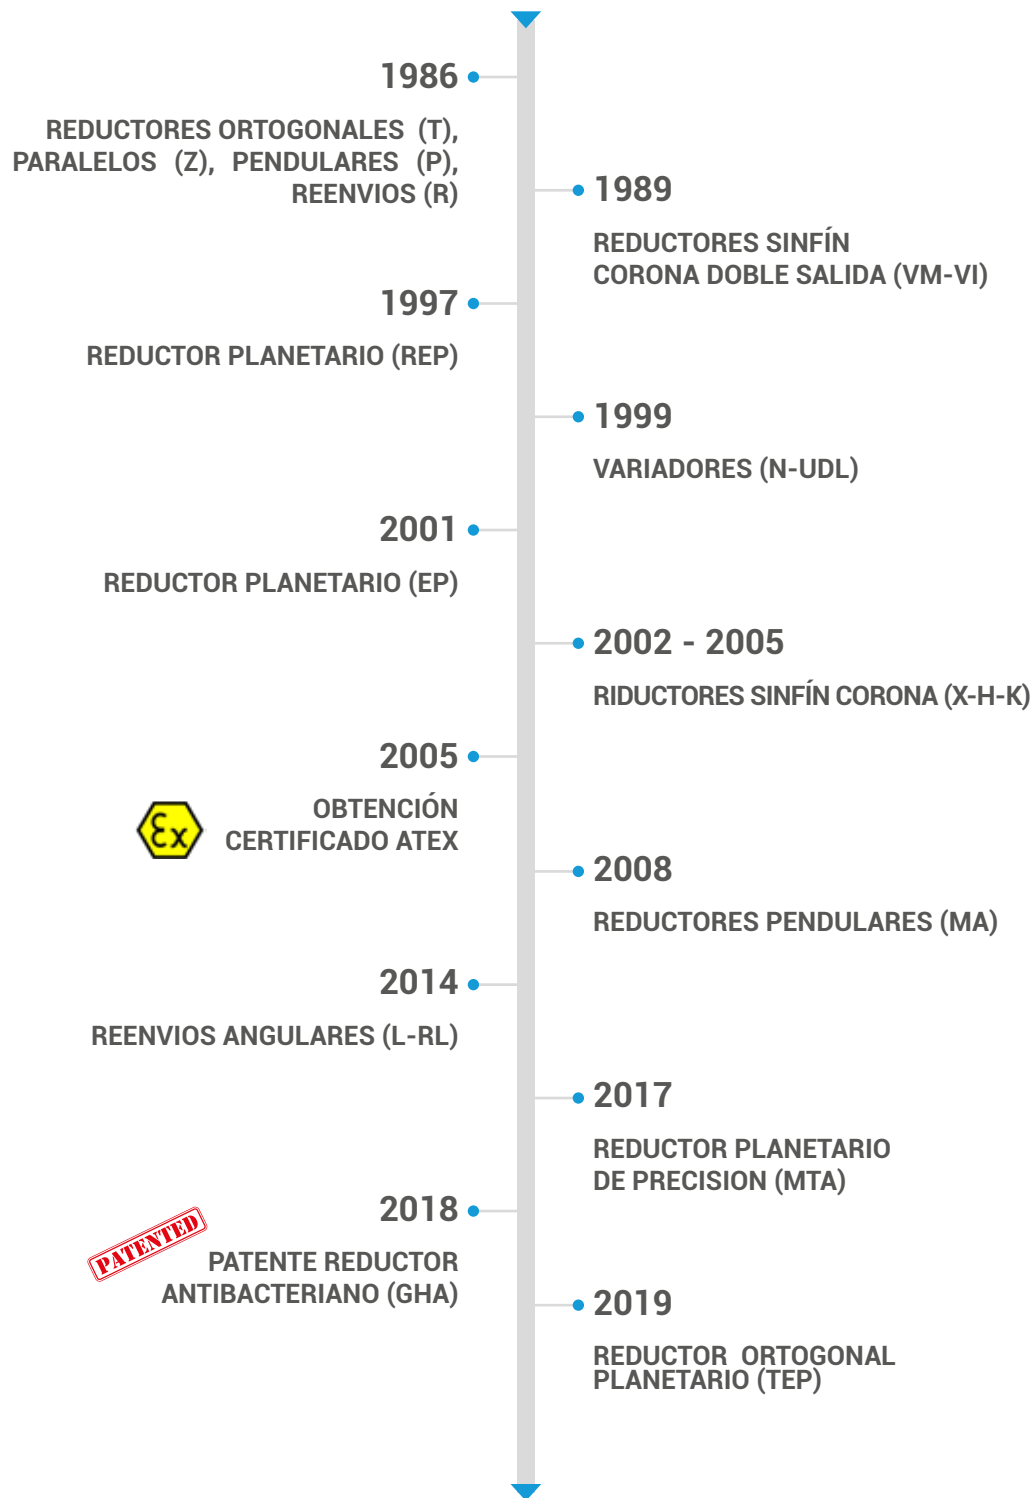 1986
REDUCTORES ORTOGONALES (T),
PARALELOS (Z), PENDULARES (P),
REENVIOS (R)
1989
REDUCTORES SINFÍN
CORONA DOBLE SALIDA (VM-VI)
1997
REDUCTOR PLANETARIO (REP)
1999
VARIADORES (N-UDL)
2001
REDUCTOR PLANETARIO (EP)
2002 - 2005
RIDUCTORES SINFÍN CORONA (X-H-K)
2005
OBTENCIÓN
CERTIFICADO ATEX
Ex
2008
REDUCTORES PENDULARES (MA)
2014
REENVIOS ANGULARES (L-RL)
2017
REDUCTOR PLANETARIO
DE PRECISION (MTA)
2018
PATENTED
PATENTE REDUCTOR
ANTIBACTERIANO (GHA)
2019
REDUCTOR ORTOGONAL
PLANETARIO (TEP)